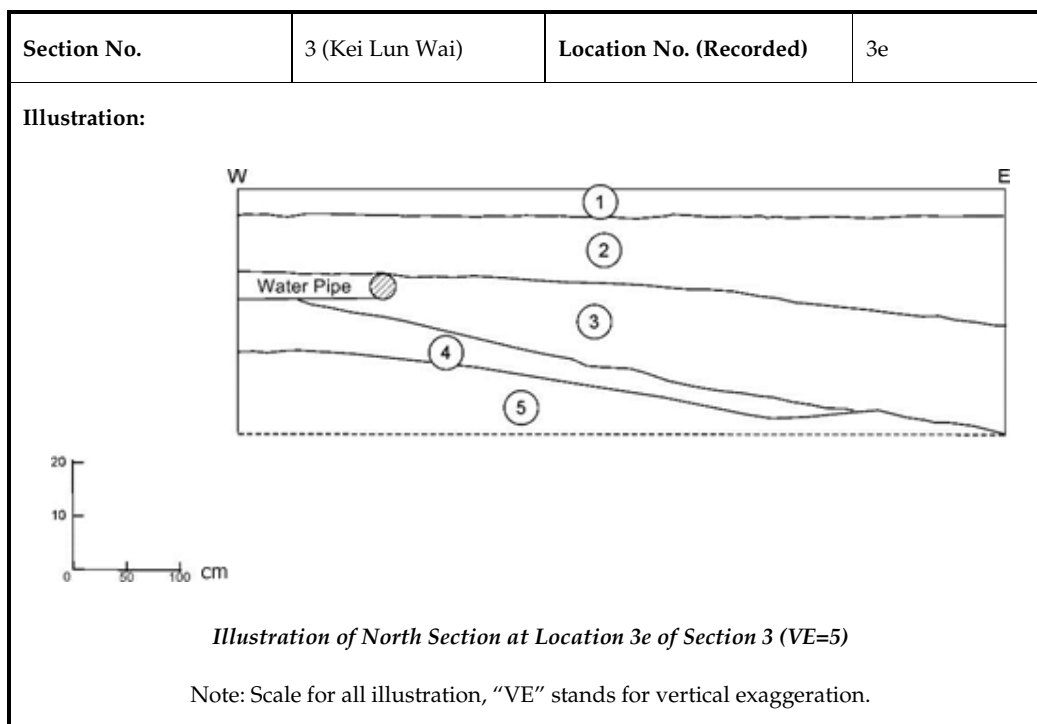 Section No. 3 (Kei Lun Wai) Location No. (Recorded) 3e
Illustration:
W E
1
2
Water Pipe
3
4
5
20
10
0 50 100 cm
Illustration of North Section at Location 3e of Section 3 (VE=5)
Note: Scale for all illustration, “VE” stands for vertical exaggeration.